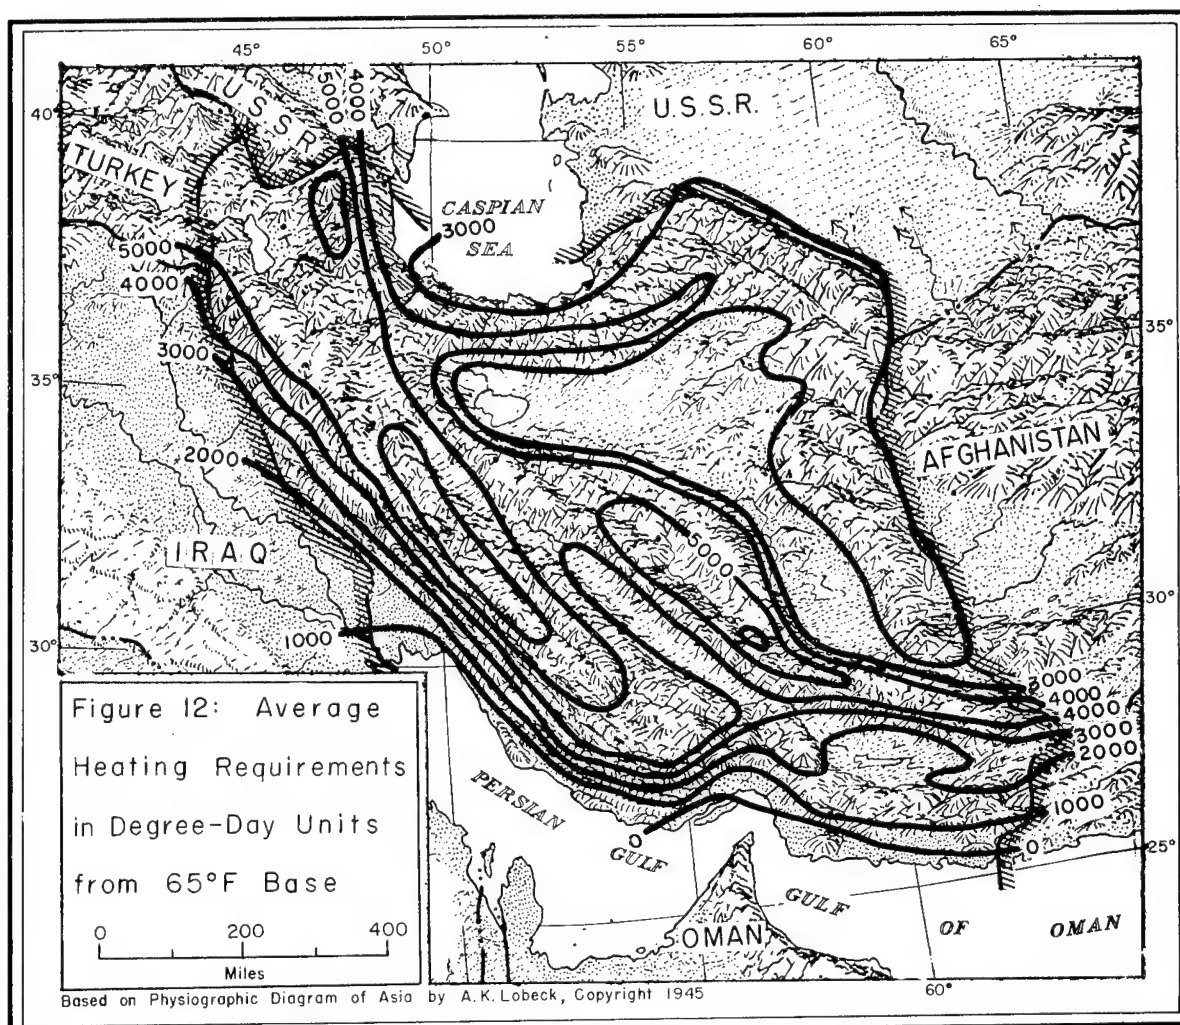 45°
50°
55°
60°
65°
40°
U.S.S.R.
5000
4000
U.S.S.R.
40°
TURKEY
CASPIAN
3000
SEA
5000
4000
35°
3000
35°
AFGHANISTAN
2000
5000
IRAQ
30°
1000
30°
3000
4000
4000
3000
2000
1000
PERSIAN
0
0
25°
GULF
GULF
OF
OMAN
OMAN
60°
Figure 12: Average
Heating Requirements
in Degree-Day Units
from 65°F Base
0 200 400
Miles
Based on Physiographic Diagram of Asia by A.K. Lobeck, Copyright 1945